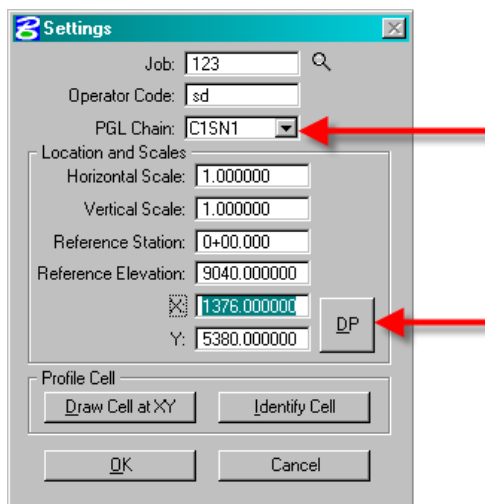 Settings
Job: 123
Operator Code: sd
PGL Chain: C1SN1
Location and Scales
Horizontal Scale: 1.000000
Vertical Scale: 1.000000
Reference Station: 0+00.000
Reference Elevation: 9040.000000
X: 1376.000000
DP
Y: 5380.000000
Profile Cell
Draw Cell at XY Identify Cell
OK Cancel